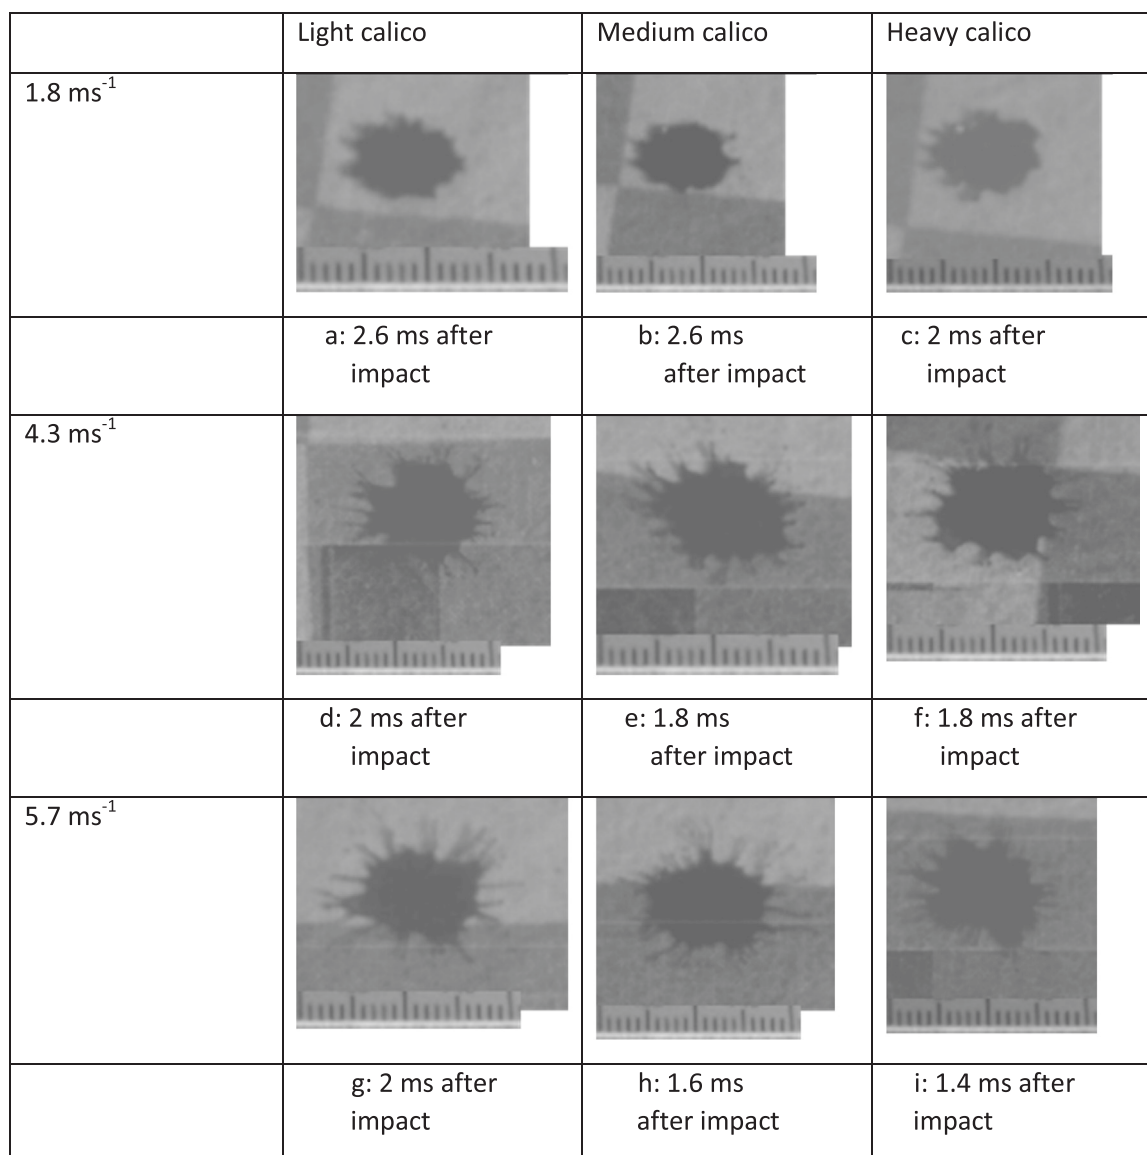 Light calico
Medium calico
Heavy calico
1.8 ms-1
a: 2.6 ms after
impact
b: 2.6 ms
after impact
c: 2 ms after
impact
4.3 ms-1
d: 2 ms after
impact
e: 1.8 ms
after impact
f: 1.8 ms after
impact
5.7 ms-1
g: 2 ms after
impact
h: 1.6 ms
after impact
i: 1.4 ms after
impact